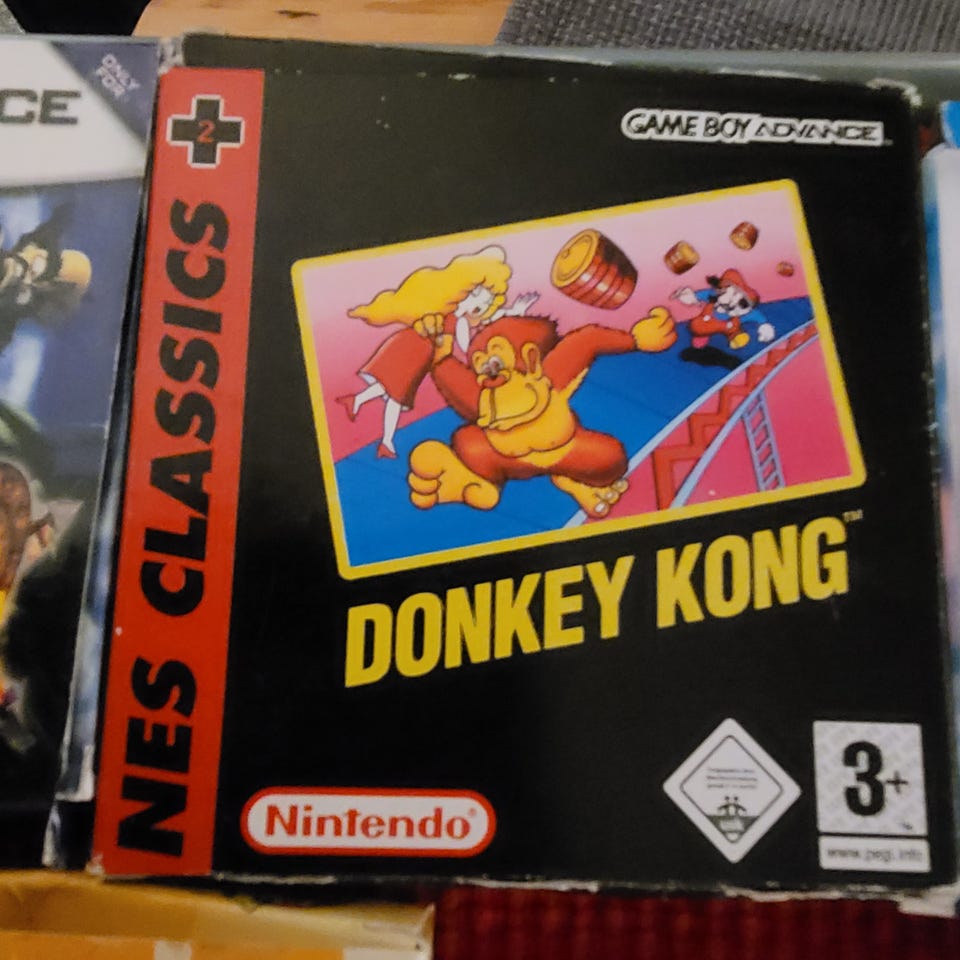 CE
ONLY
FOR
2
NES CLASSICS
GAME BOY ADVANCE
DONKEY KONG™
Nintendo®
3+
www.pegi.info